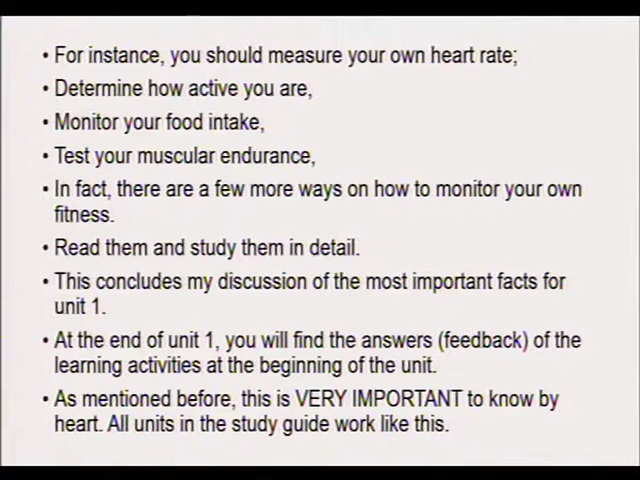 • For instance, you should measure your own heart rate;
• Determine how active you are,
• Monitor your food intake,
• Test your muscular endurance,
• In fact, there are a few more ways on how to monitor your own
fitness.
• Read them and study them in detail.
• This concludes my discussion of the most important facts for
unit 1.
• At the end of unit 1, you will find the answers (feedback) of the
learning activities at the beginning of the unit.
• As mentioned before, this is VERY IMPORTANT to know by
heart. All units in the study guide work like this.